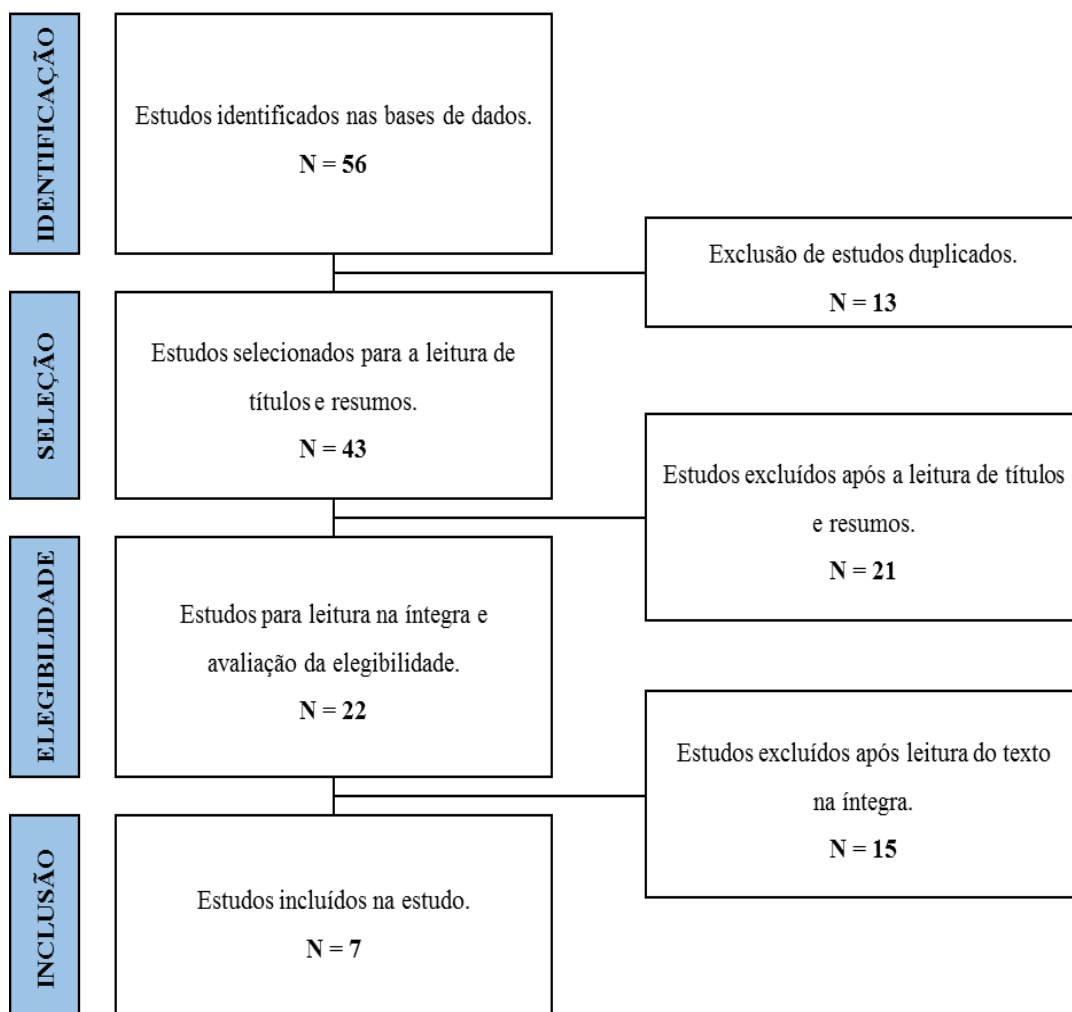 IDENTIFICAÇÃO
Estudos identificados nas bases de dados.
N = 56
Exclusão de estudos duplicados.
N = 13
SELEÇÃO
Estudos selecionados para a leitura de
títulos e resumos.
N = 43
Estudos excluídos após a leitura de títulos
e resumos.
N = 21
ELEGIBILIDADE
Estudos para leitura na íntegra e
avaliação da elegibilidade.
N = 22
Estudos excluídos após leitura do texto
na íntegra.
N = 15
INCLUSÃO
Estudos incluídos na estudo.
N = 7